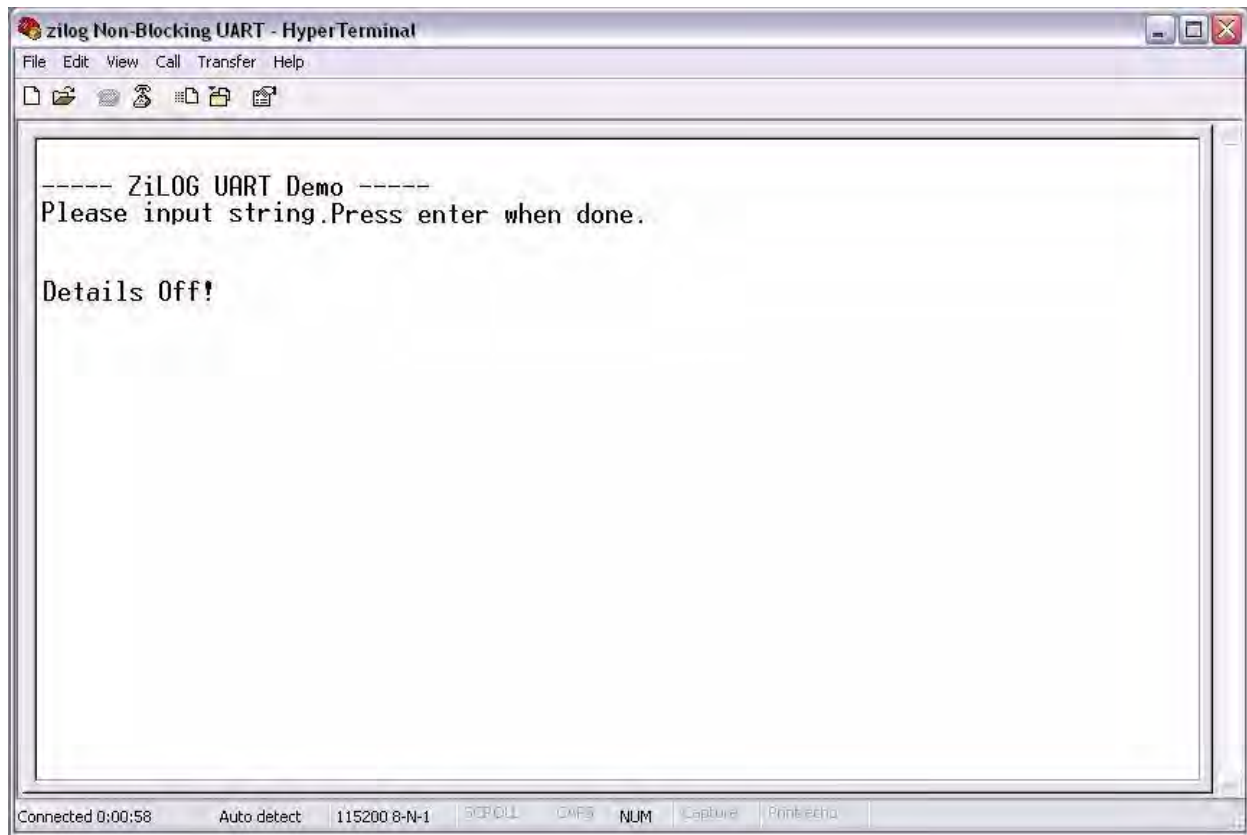 zilog Non-Blocking UART - HyperTerminal
File Edit View Call Transfer Help
----- ZiLOG UART Demo -----
Please input string.Press enter when done.
Details Off!
Connected 0:00:58 Auto detect 115200 8-N-1 SCROLL CAPS NUM Capture Print echo